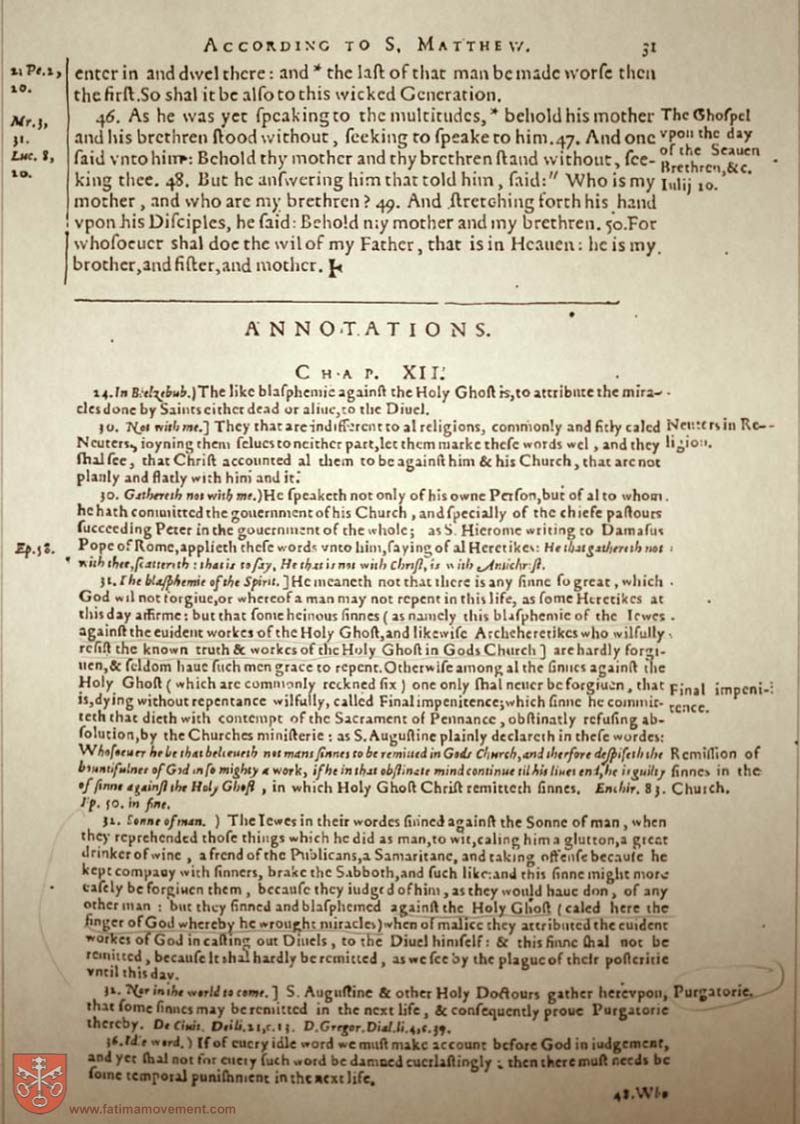 ACCORDING TO S. MATTHEW. 31
2. Pe. 2,
20.
enter in and dwel there: and * the laſt of that man be made worſe then
the firſt. So shal it be alſo to this wicked Generation.
Mr. 3,
31.
Luc. 8,
20.
46. As he was yet ſpeaking to the multitudes, * behold his mother
and his brethren ſtood without, ſeeking to ſpeake to him. 47. And one
ſaid vnto him: Behold thy mother and thy brethren ſtand without, ſee-
king thee. 48. But he anſwering him that told him, ſaid: " Who is my
mother, and who are my brethren? 49. And ſtretching forth his hand
vpon his Diſciples, he ſaid: Behold my mother and my brethren. 50. For
whoſoeuer shal doe the wil of my Father, that is in Heauen: he is my
brother, and ſiſter, and mother.
The Ghoſpel
vpon the day
of the Seauen
Brethren, &c.
Iulij 10.
ANNOTATIONS.
CHAP. XII.
24. In Beelzebub.) The like blaſphemie againſt the Holy Ghoſt is, to attribute the mira-
cles done by Saints either dead or aliue, to the Diuel.
30. Not with me.] They that are indifferent to al religions, commonly and fitly caled
Neuters, ioyning them ſelues to neither part, let them marke theſe words wel, and they
ſhal ſee, that Chriſt accounted al them to be againſt him & his Church, that are not
planly and flatly with him and it.
Neuters in Re-
ligion.
30. Gathereth not with me.) He ſpeaketh not only of his owne Perſon, but of al to whom
he hath committed the gouernment of his Church, and ſpecially of the chiefe paſtours
ſucceeding Peter in the gouernment of the whole; as S. Hierome writing to Damaſus
Pope of Rome, applieth theſe words vnto him, ſaying of al Heretikes: He that gathereth not
with thee, ſcattereth: that is to ſay, He that is not with Chriſt, is with Antichriſt.
Ep. 58.
31. The blaſphemie of the Spirit.] He meaneth not that there is any ſinne ſo great, which
God wil not forgiue, or whereof a man may not repent in this life, as ſome Heretikes at
this day affirme: but that ſome heinous ſinnes (as namely this blaſphemie of the Iewes
againſt the euident workes of the Holy Ghoſt, and likewiſe Archeheretikes who wilfully
reſiſt the known truth & workes of the Holy Ghoſt in Gods Church] are hardly forgi-
uen, & ſeldom haue ſuch men grace to repent. Otherwiſe among al the ſinnes againſt the
Holy Ghoſt (which are commonly reckned ſix) one only ſhal neuer be forgiuen, that
is, dying without repentance wilfully, called Final impenitence; which ſinne he commit-
teth that dieth with contempt of the Sacrament of Pennance, obſtinatly refuſing ab-
ſolution, by the Churches miniſterie: as S. Auguſtine plainly declareth in theſe wordes:
Whoſoeuer he be that beleeueth not mans ſinnes to be remitted in Gods Church, and therfore deſpiſeth the
bountifulnes of God in ſo mighty a work, if he in that obſtinate mind continue til his liues end, he is guilty
of ſinne againſt the Holy Ghoſt, in which Holy Ghoſt Chriſt remitteth ſinnes. Enchir. 83.
Ep. 50. in fine.
Final impeni-
tence.
Remiſſion of
ſinnes in the
Church.
32. Sonne of man. ) The Iewes in their wordes ſinned againſt the Sonne of man, when
they reprehended thoſe things which he did as man, to wit, caling him a glutton, a great
drinker of wine, a frend of the Publicans, a Samaritane, and taking offenſe becauſe he
kept company with ſinners, brake the Sabboth, and ſuch like: and this ſinne might more
eaſely be forgiuen them, becauſe they iudged of him, as they would haue don, of any
other man: but they ſinned and blaſphemed againſt the Holy Ghoſt (caled here the
finger of God whereby he wrought miracles) when of malice they attributed the euident
workes of God in caſting out Diuels, to the Diuel himſelf: & this ſinne ſhal not be
remitted, becauſe it shal hardly be remitted, as we ſee by the plague of their poſteritie
vntil this day.
32. Nor in the world to come.] S. Auguſtine & other Holy Doctours gather herevpon,
that ſome ſinnes may be remitted in the next life, & conſequently proue Purgatorie
thereby. De Ciuit. Dei li. 21, c. 13. D. Gregor. Dial. li. 4, c. 39.
Purgatorie.
36. Idle word.) If of euery idle word we muſt make account before God in iudgement,
and yet ſhal not for euery ſuch word be damned euerlaſtingly: then there muſt needs be
ſome temporal puniſhment in the next life.
48. Who
www.fatimamovement.com